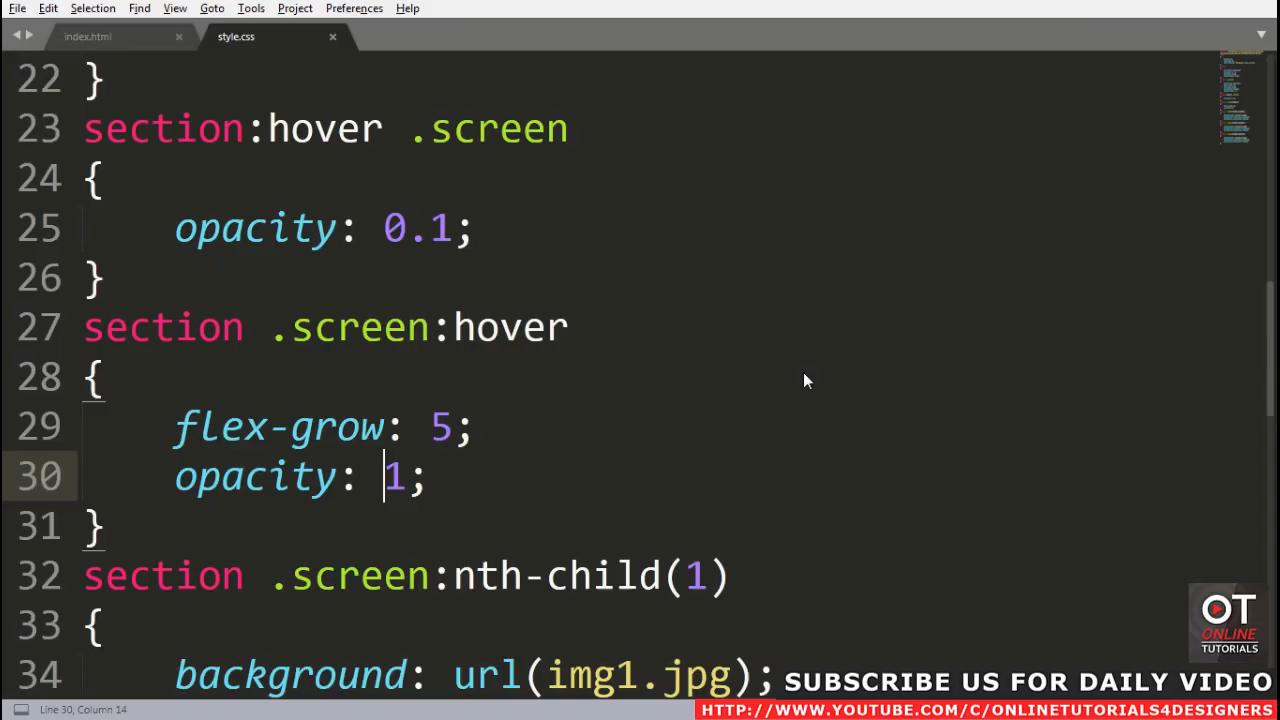 File Edit Selection Find View Goto Tools Project Preferences Help
index.html × style.css ×
22 }
23 section:hover .screen
24 {
25 opacity: 0.1;
26 }
27 section .screen:hover
28 {
29 flex-grow: 5;
30 opacity: 1;
31 }
32 section .screen:nth-child(1)
33 {
34 background: url(img1.jpg);
OT
ONLINE
TUTORIALS
SUBSCRIBE US FOR DAILY VIDEO
Line 30, Column 14
HTTP://WWW.YOUTUBE.COM/C/ONLINETUTORIALS4DESIGNERS